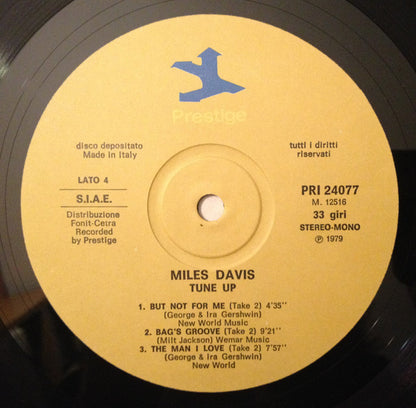 Prestige
disco depositato
Made in Italy
tutti i diritti
riservati
LATO 4
S.I.A.E.
Distribuzione
Fonit-Cetra
Recorded
by Prestige
PRI 24077
M. 12516
33 giri
STEREO-MONO
Ⓟ 1979
MILES DAVIS
TUNE UP
1. BUT NOT FOR ME (Take 2) 4'35''
(George & Ira Gershwin)
New World Music
2. BAG'S GROOVE (Take 2) 9'21''
(Milt Jackson) Wemar Music
3. THE MAN I LOVE (Take 2) 7'57''
(George & Ira Gershwin)
New World